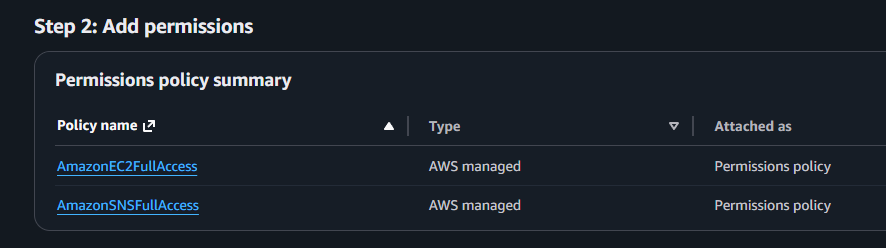 Step 2: Add permissions
Permissions policy summary
Policy name Type Attached as
AmazonEC2FullAccess AWS managed Permissions policy
AmazonSNSFullAccess AWS managed Permissions policy